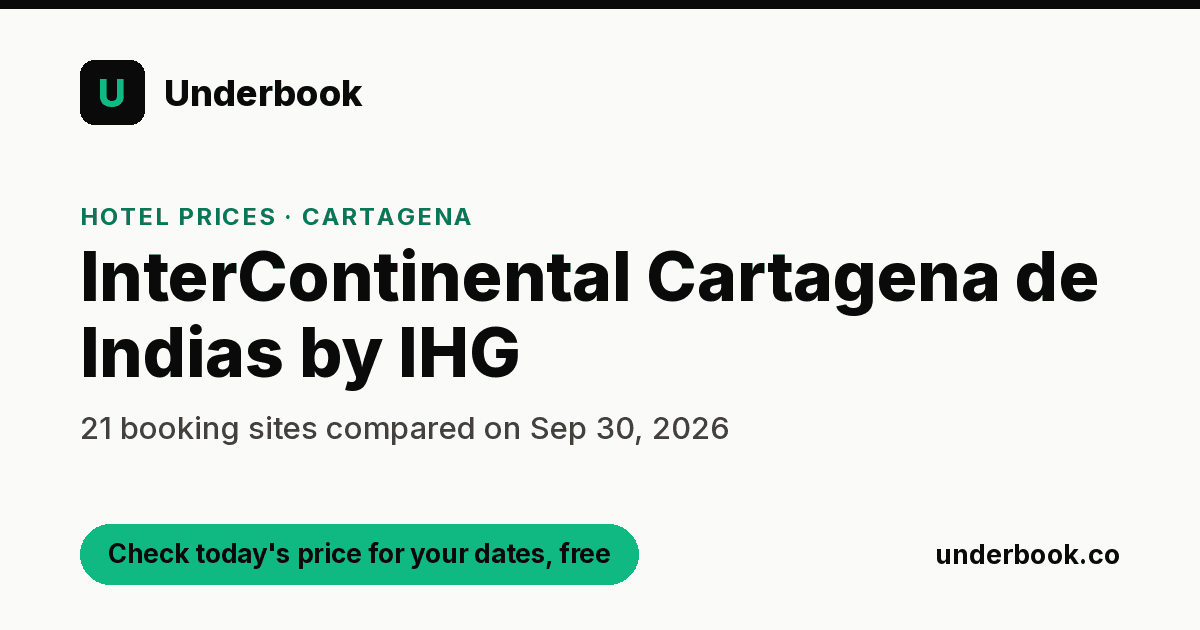 U Underbook
HOTEL PRICES · CARTAGENA
InterContinental Cartagena de
Indias by IHG
21 booking sites compared on Sep 30, 2026
Check today's price for your dates, free
underbook.co